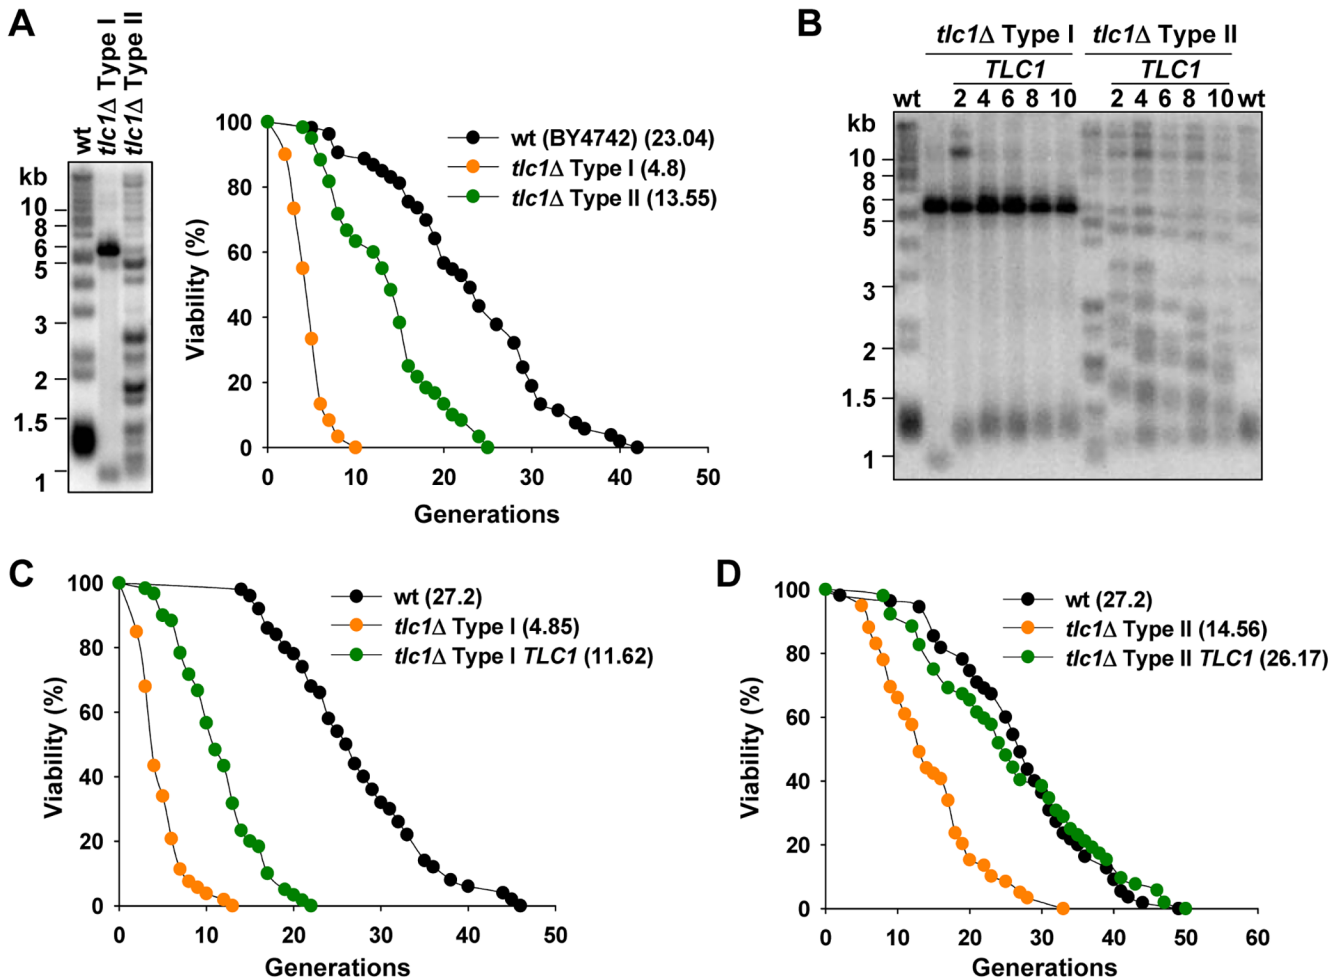 A
wt
tlc1Δ Type I
tlc1Δ Type II
kb
10
8
6
5
3
2
1.5
1
Viability (%)
100
80
60
40
20
0
0 10 20 30 40 50
Generations
wt (BY4742) (23.04)
tlc1Δ Type I (4.8)
tlc1Δ Type II (13.55)
B
tlc1Δ Type I tlc1Δ Type II
TLC1 TLC1
wt 2 4 6 8 10 2 4 6 8 10 wt
kb
10
8
6
5
3
2
1.5
1
C
Viability (%)
100
80
60
40
20
0
0 10 20 30 40 50
Generations
wt (27.2)
tlc1Δ Type I (4.85)
tlc1Δ Type I TLC1 (11.62)
D
Viability (%)
100
80
60
40
20
0
0 10 20 30 40 50 60
Generations
wt (27.2)
tlc1Δ Type II (14.56)
tlc1Δ Type II TLC1 (26.17)